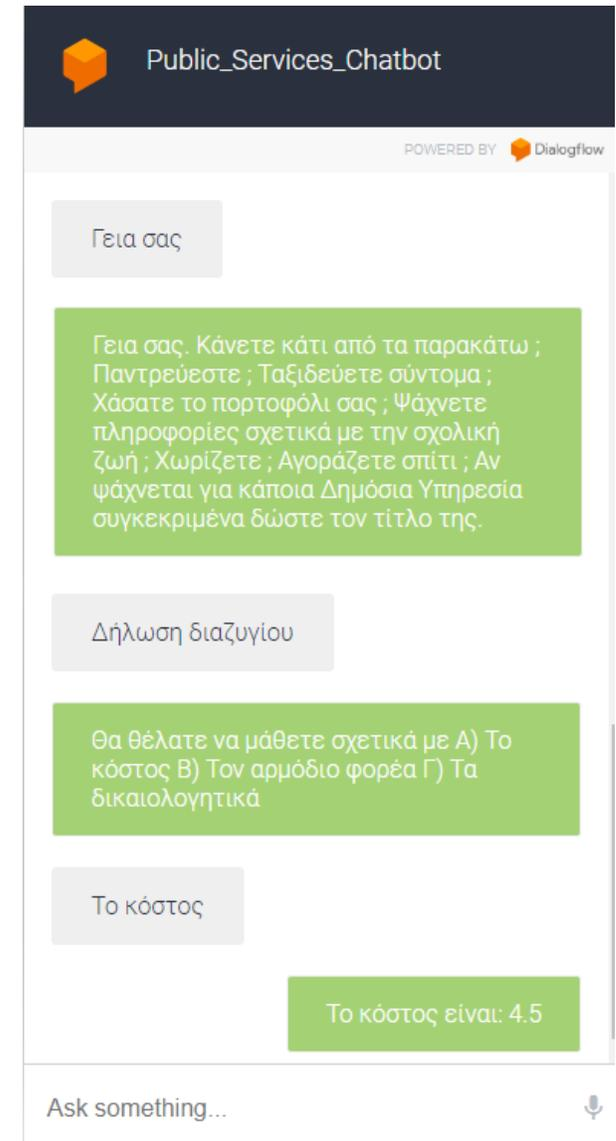 Public_Services_Chatbot
POWERED BY Dialogflow
Γεια σας
Γεια σας. Κάνετε κάτι από τα παρακάτω ;
Παντρεύεστε ; Ταξιδεύετε σύντομα ;
Χάσατε το πορτοφόλι σας ; Ψάχνετε
πληροφορίες σχετικά με την σχολική
ζωή ; Χωρίζετε ; Αγοράζετε σπίτι ; Αν
ψάχνεται για κάποια Δημόσια Υπηρεσία
συγκεκριμένα δώστε τον τίτλο της.
Δήλωση διαζυγίου
Θα θέλατε να μάθετε σχετικά με Α) Το
κόστος Β) Τον αρμόδιο φορέα Γ) Τα
δικαιολογητικά
Το κόστος
Το κόστος είναι: 4.5
Ask something...